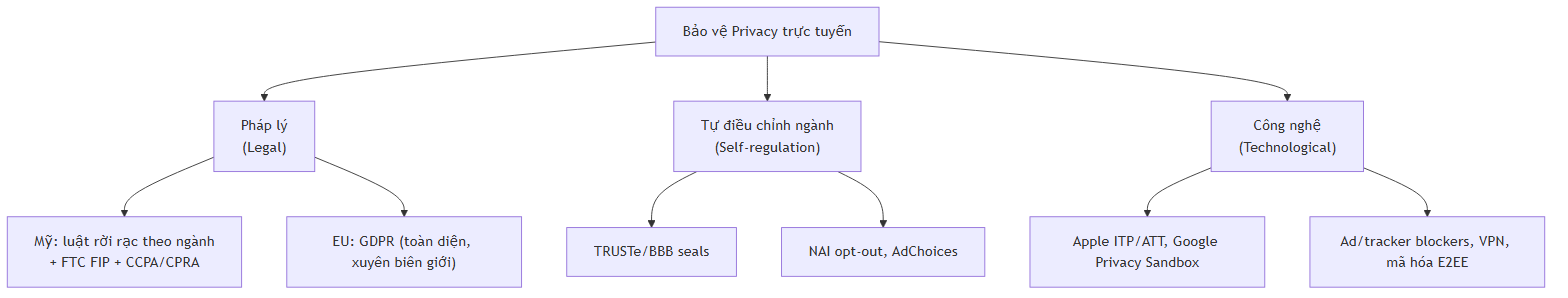 Bảo vệ Privacy trực tuyến
Pháp lý
(Legal)
Tự điều chỉnh ngành
(Self-regulation)
Công nghệ
(Technological)
Mỹ: luật rời rạc theo ngành
+ FTC FIP + CCPA/CPRA
EU: GDPR (toàn diện,
xuyên biên giới)
TRUSTe/BBB seals
NAI opt-out, AdChoices
Apple ITP/ATT, Google
Privacy Sandbox
Ad/tracker blockers, VPN,
mã hóa E2EE